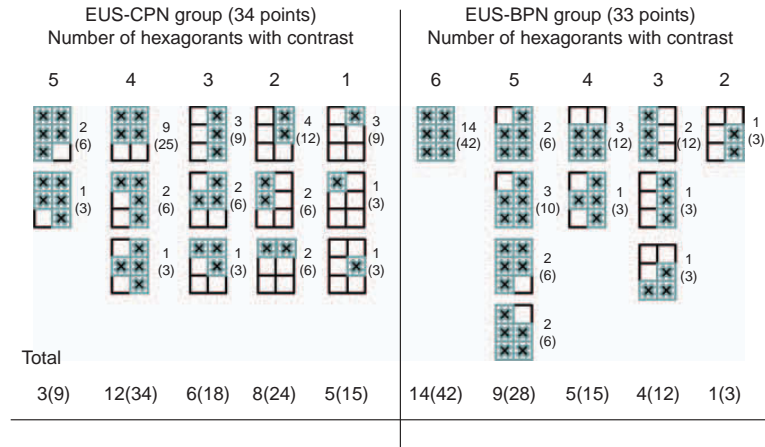 EUS-CPN group (34 points) EUS-BPN group (33 points)
Number of hexagorants with contrast Number of hexagorants with contrast
5 4 3 2 1 6 5 4 3 2
2 9 3 4 3 14 2 3 2 1
(6) (25) (9) (12) (9) (42) (6) (12) (12) (3)
1 2 2 2 1 3 1 1
(3) (6) (6) (6) (3) (10) (3) (3)
1 1 2 1 2 1
(3) (3) (6) (3) (6) (3)
2
(6)
Total
3(9) 12(34) 6(18) 8(24) 5(15) 14(42) 9(28) 5(15) 4(12) 1(3)